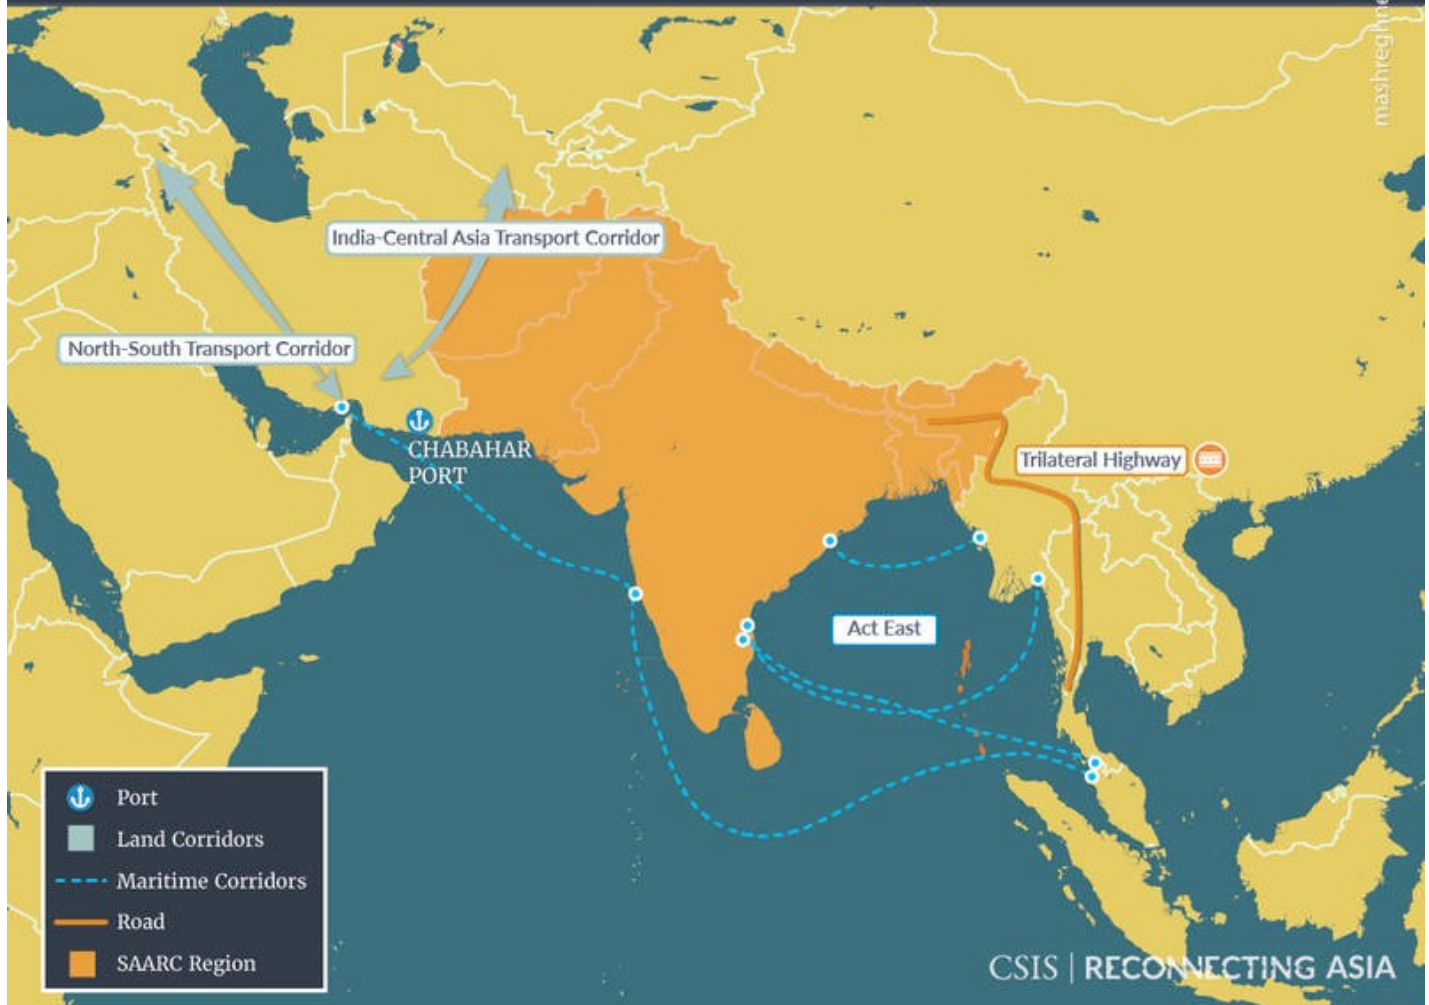 mashreghne
India-Central Asia Transport Corridor
North-South Transport Corridor
CHABAHAR
PORT
Trilateral Highway
Act East
Port
Land Corridors
Maritime Corridors
Road
SAARC Region
CSIS | RECONNECTING ASIA